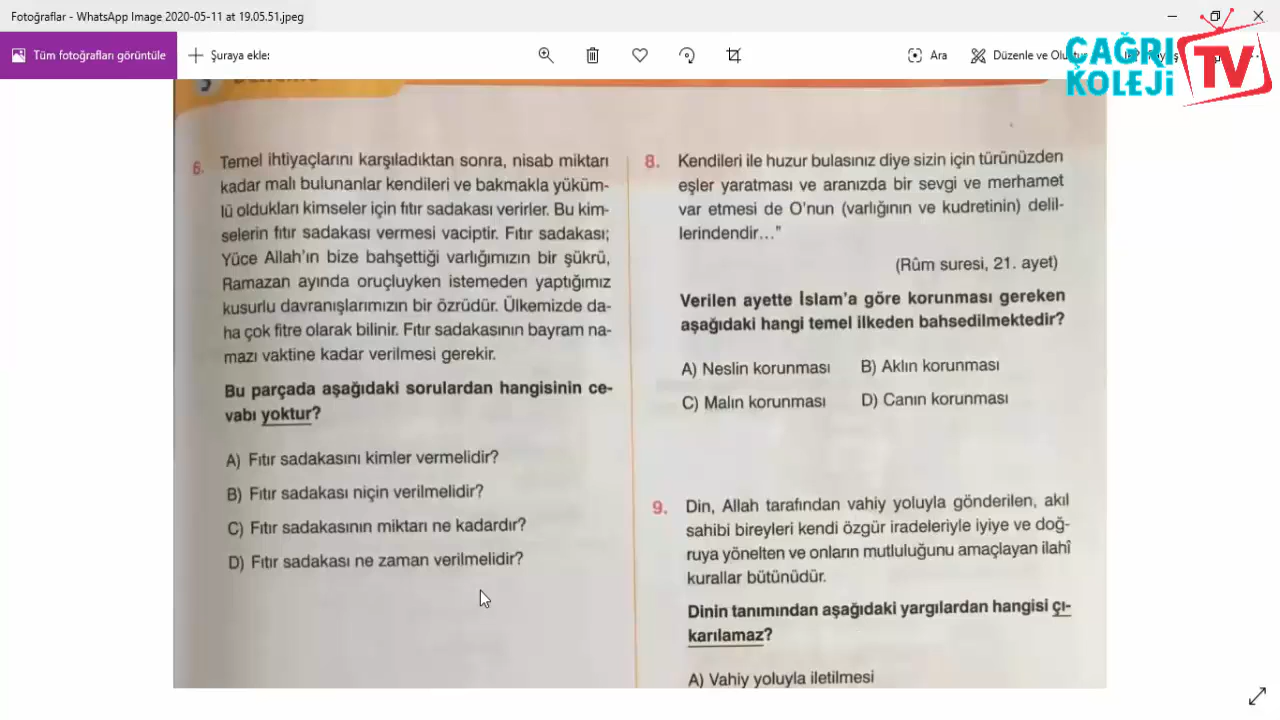 Fotoğraflar - WhatsApp Image 2020-05-11 at 19.05.51.jpeg
Tüm fotoğrafları görüntüle
Şuraya ekle:
Ara
Düzenle ve
ÇAĞRI
KOLEJİ
TV
6. Temel ihtiyaçlarını karşıladıktan sonra, nisab miktarı
kadar malı bulunanlar kendileri ve bakmakla yüküm-
lü oldukları kimseler için fıtır sadakası verirler. Bu kim-
selerin fıtır sadakası vermesi vaciptir. Fıtır sadakası;
Yüce Allah'ın bize bahşettiği varlığımızın bir şükrü,
Ramazan ayında oruçluyken istemeden yaptığımız
kusurlu davranışlarımızın bir özrüdür. Ülkemizde da-
ha çok fitre olarak bilinir. Fıtır sadakasının bayram na-
mazı vaktine kadar verilmesi gerekir.
Bu parçada aşağıdaki sorulardan hangisinin ce-
vabı yoktur?
A) Fıtır sadakasını kimler vermelidir?
B) Fıtır sadakası niçin verilmelidir?
C) Fıtır sadakasının miktarı ne kadardır?
D) Fıtır sadakası ne zaman verilmelidir?
8. Kendileri ile huzur bulasınız diye sizin için türünüzden
eşler yaratması ve aranızda bir sevgi ve merhamet
var etmesi de O'nun (varlığının ve kudretinin) delil-
lerindendir..."
(Rûm suresi, 21. ayet)
Verilen ayette İslam'a göre korunması gereken
aşağıdaki hangi temel ilkeden bahsedilmektedir?
A) Neslin korunması B) Aklın korunması
C) Malın korunması D) Canın korunması
9. Din, Allah tarafından vahiy yoluyla gönderilen, akıl
sahibi bireyleri kendi özgür iradeleriyle iyiye ve doğ-
ruya yönelten ve onların mutluluğunu amaçlayan ilahî
kurallar bütünüdür.
Dinin tanımından aşağıdaki yargılardan hangisi çı-
karılamaz?
A) Vahiy yoluyla iletilmesi